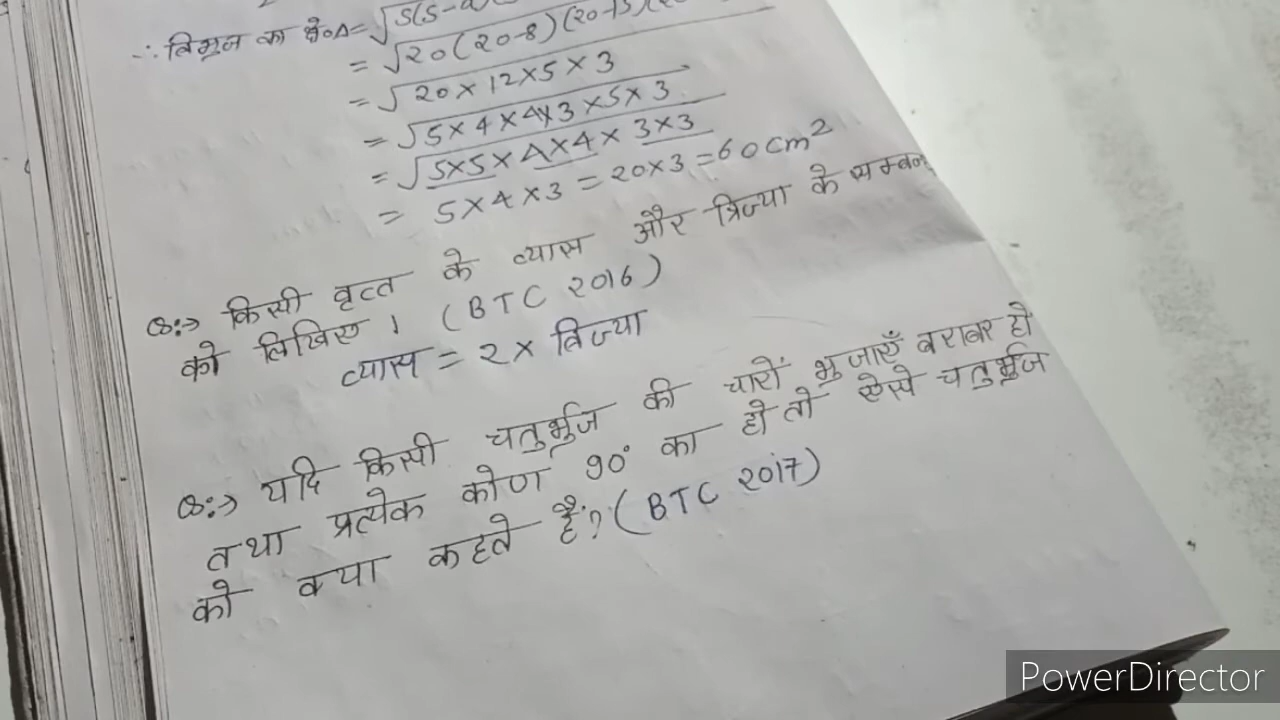 ∴ त्रिभुज का क्षे० Δ = √S(S-a)
= √20(20-8)(20-15)
= √20×12×5×3
= √5×4×4×3×5×3
= √5×5×4×4×3×3
= 5×4×3 = 20×3 = 60 cm²
Q:→ किसी वृत्त के व्यास और त्रिज्या के सम्बन्ध
को लिखिए। (BTC 2016)
व्यास = 2× त्रिज्या
Q:→ यदि किसी चतुर्भुज की चारों भुजाएँ बराबर हो
तथा प्रत्येक कोण 90° का हो तो ऐसे चतुर्भुज
को क्या कहते हैं? (BTC 2017)
PowerDirector